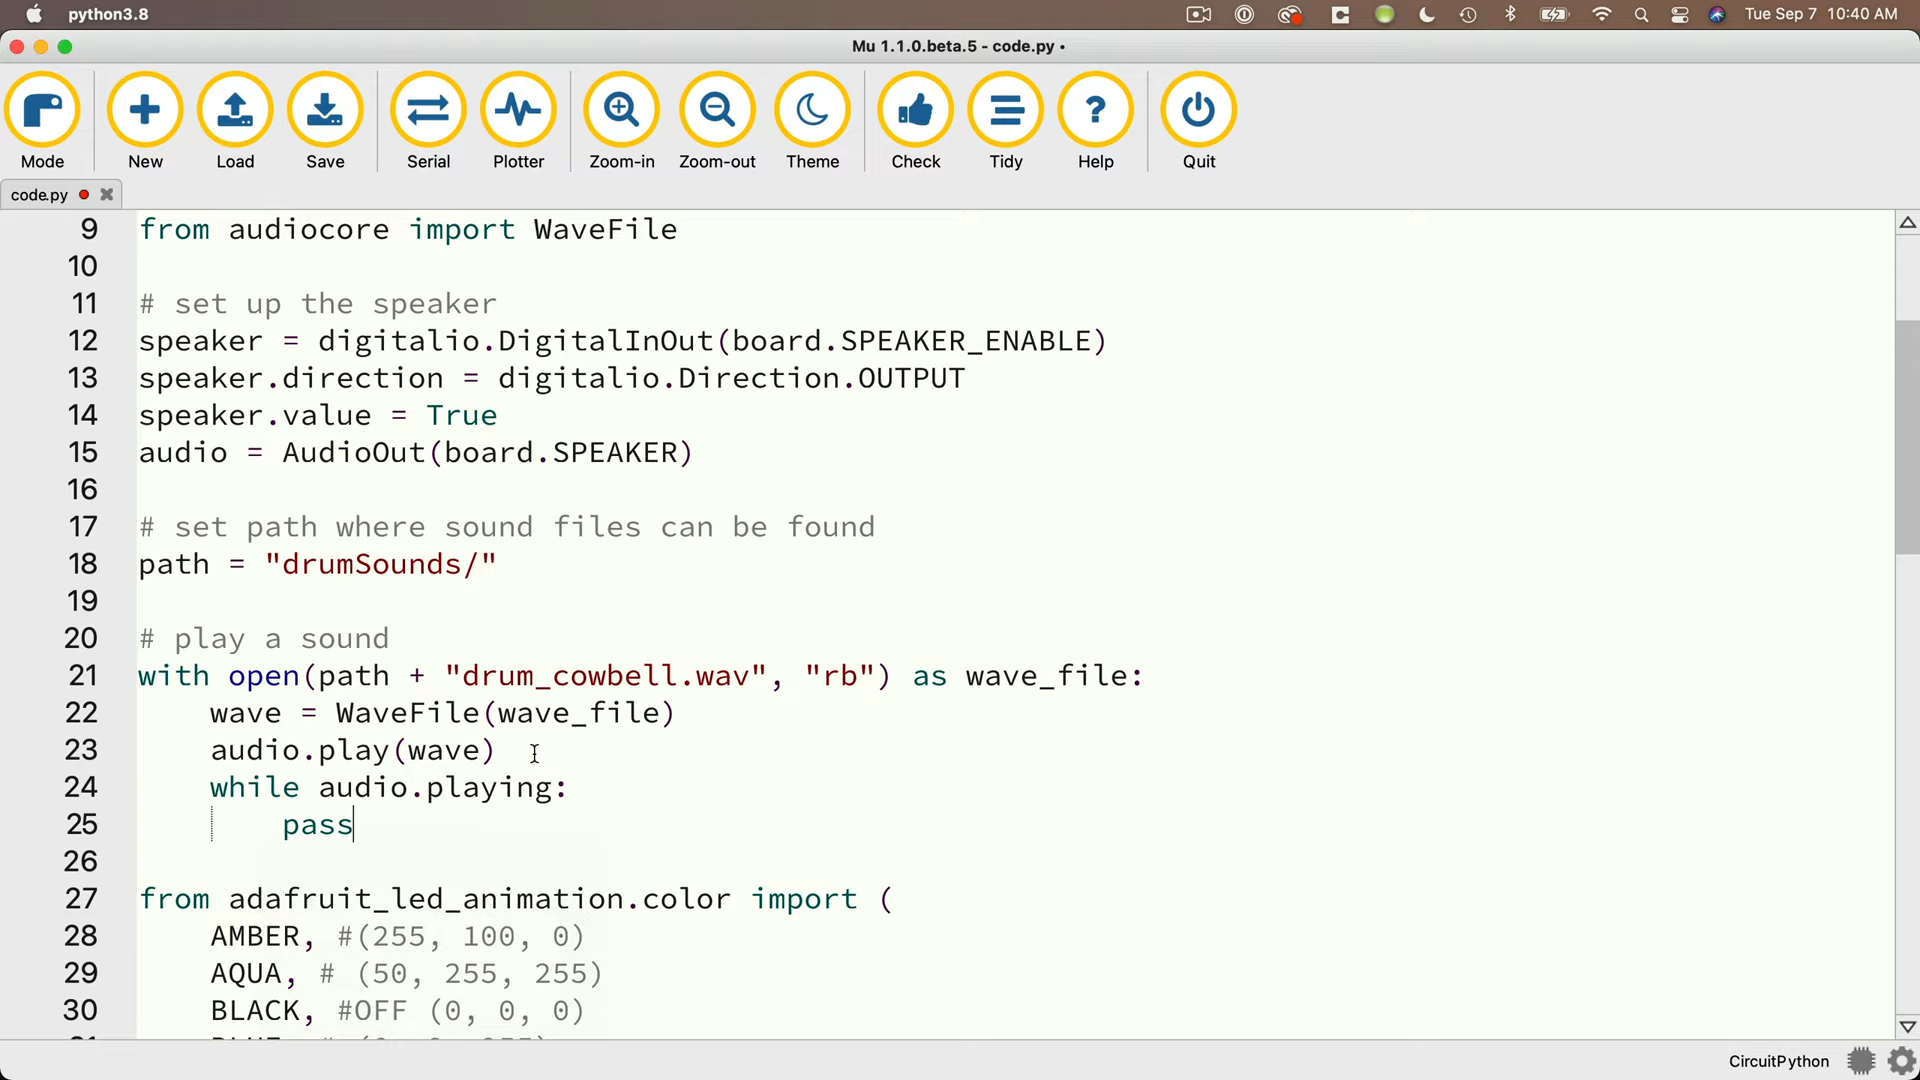 python3.8
Tue Sep 7 10:40 AM
Mu 1.1.0.beta.5 - code.py •
Mode New Load Save Serial Plotter Zoom-in Zoom-out Theme Check Tidy Help Quit
code.py
9 from audiocore import WaveFile
10
11 # set up the speaker
12 speaker = digitalio.DigitalInOut(board.SPEAKER_ENABLE)
13 speaker.direction = digitalio.Direction.OUTPUT
14 speaker.value = True
15 audio = AudioOut(board.SPEAKER)
16
17 # set path where sound files can be found
18 path = "drumSounds/"
19
20 # play a sound
21 with open(path + "drum_cowbell.wav", "rb") as wave_file:
22 wave = WaveFile(wave_file)
23 audio.play(wave)
24 while audio.playing:
25 pass
26
27 from adafruit_led_animation.color import (
28 AMBER, #(255, 100, 0)
29 AQUA, # (50, 255, 255)
30 BLACK, #OFF (0, 0, 0)
CircuitPython